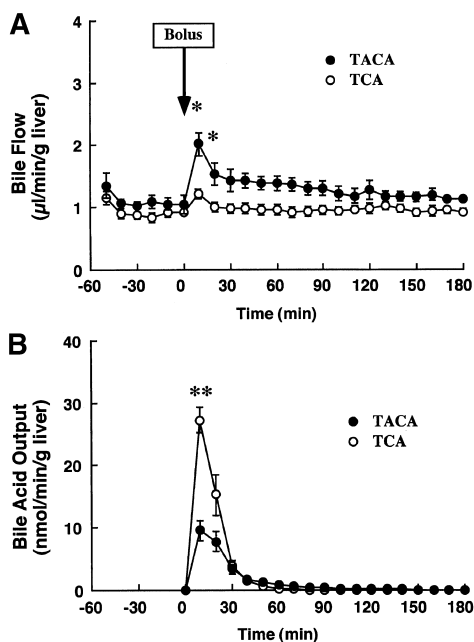 A
Bolus
TACA
TCA
*
*
Bile Flow
(µl/min/g liver)
4
3
2
1
0
-60 -30 0 30 60 90 120 150 180
Time (min)
B
**
TACA
TCA
Bile Acid Output
(nmol/min/g liver)
40
30
20
10
0
-60 -30 0 30 60 90 120 150 180
Time (min)